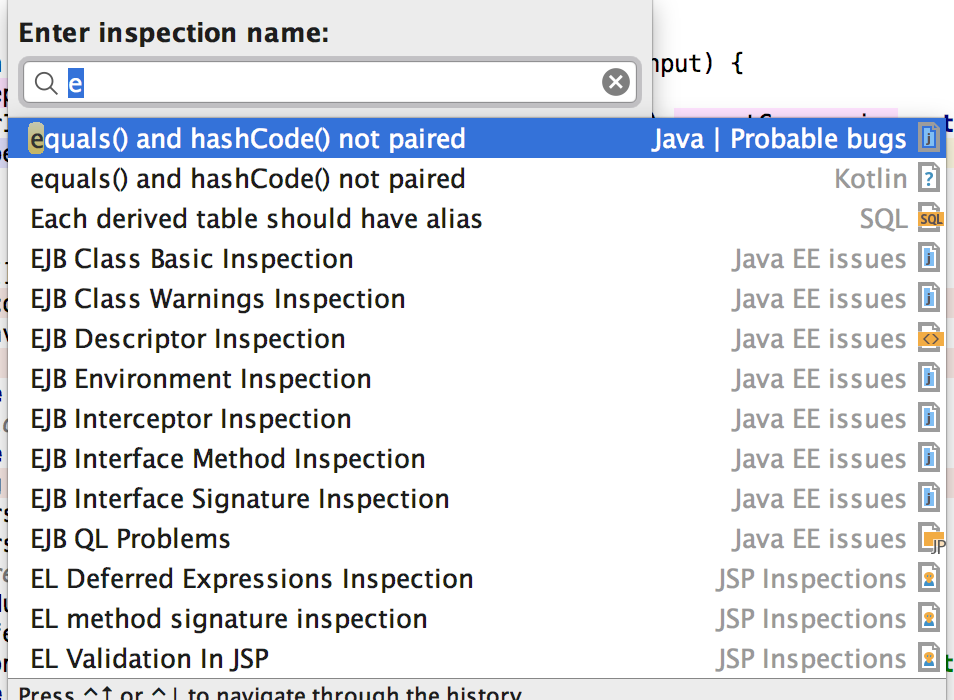 Enter inspection name:
nput) {
e
equals() and hashCode() not paired Java | Probable bugs
equals() and hashCode() not paired Kotlin
Each derived table should have alias SQL
EJB Class Basic Inspection Java EE issues
EJB Class Warnings Inspection Java EE issues
EJB Descriptor Inspection Java EE issues
EJB Environment Inspection Java EE issues
EJB Interceptor Inspection Java EE issues
EJB Interface Method Inspection Java EE issues
EJB Interface Signature Inspection Java EE issues
EJB QL Problems Java EE issues
EL Deferred Expressions Inspection JSP Inspections
EL method signature inspection JSP Inspections
EL Validation In JSP JSP Inspections
Press ^↑ or ^↓ to navigate through the history